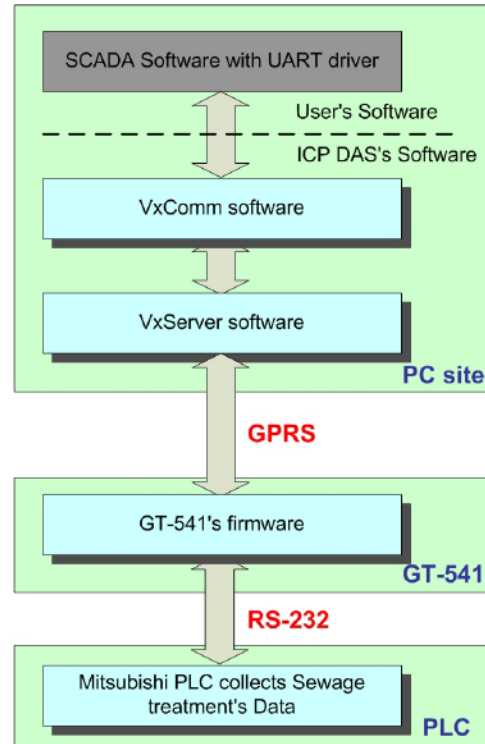 SCADA Software with UART driver
User's Software
ICP DAS's Software
VxComm software
VxServer software
PC site
GPRS
GT-541's firmware
GT-541
RS-232
Mitsubishi PLC collects Sewage
treatment's Data
PLC